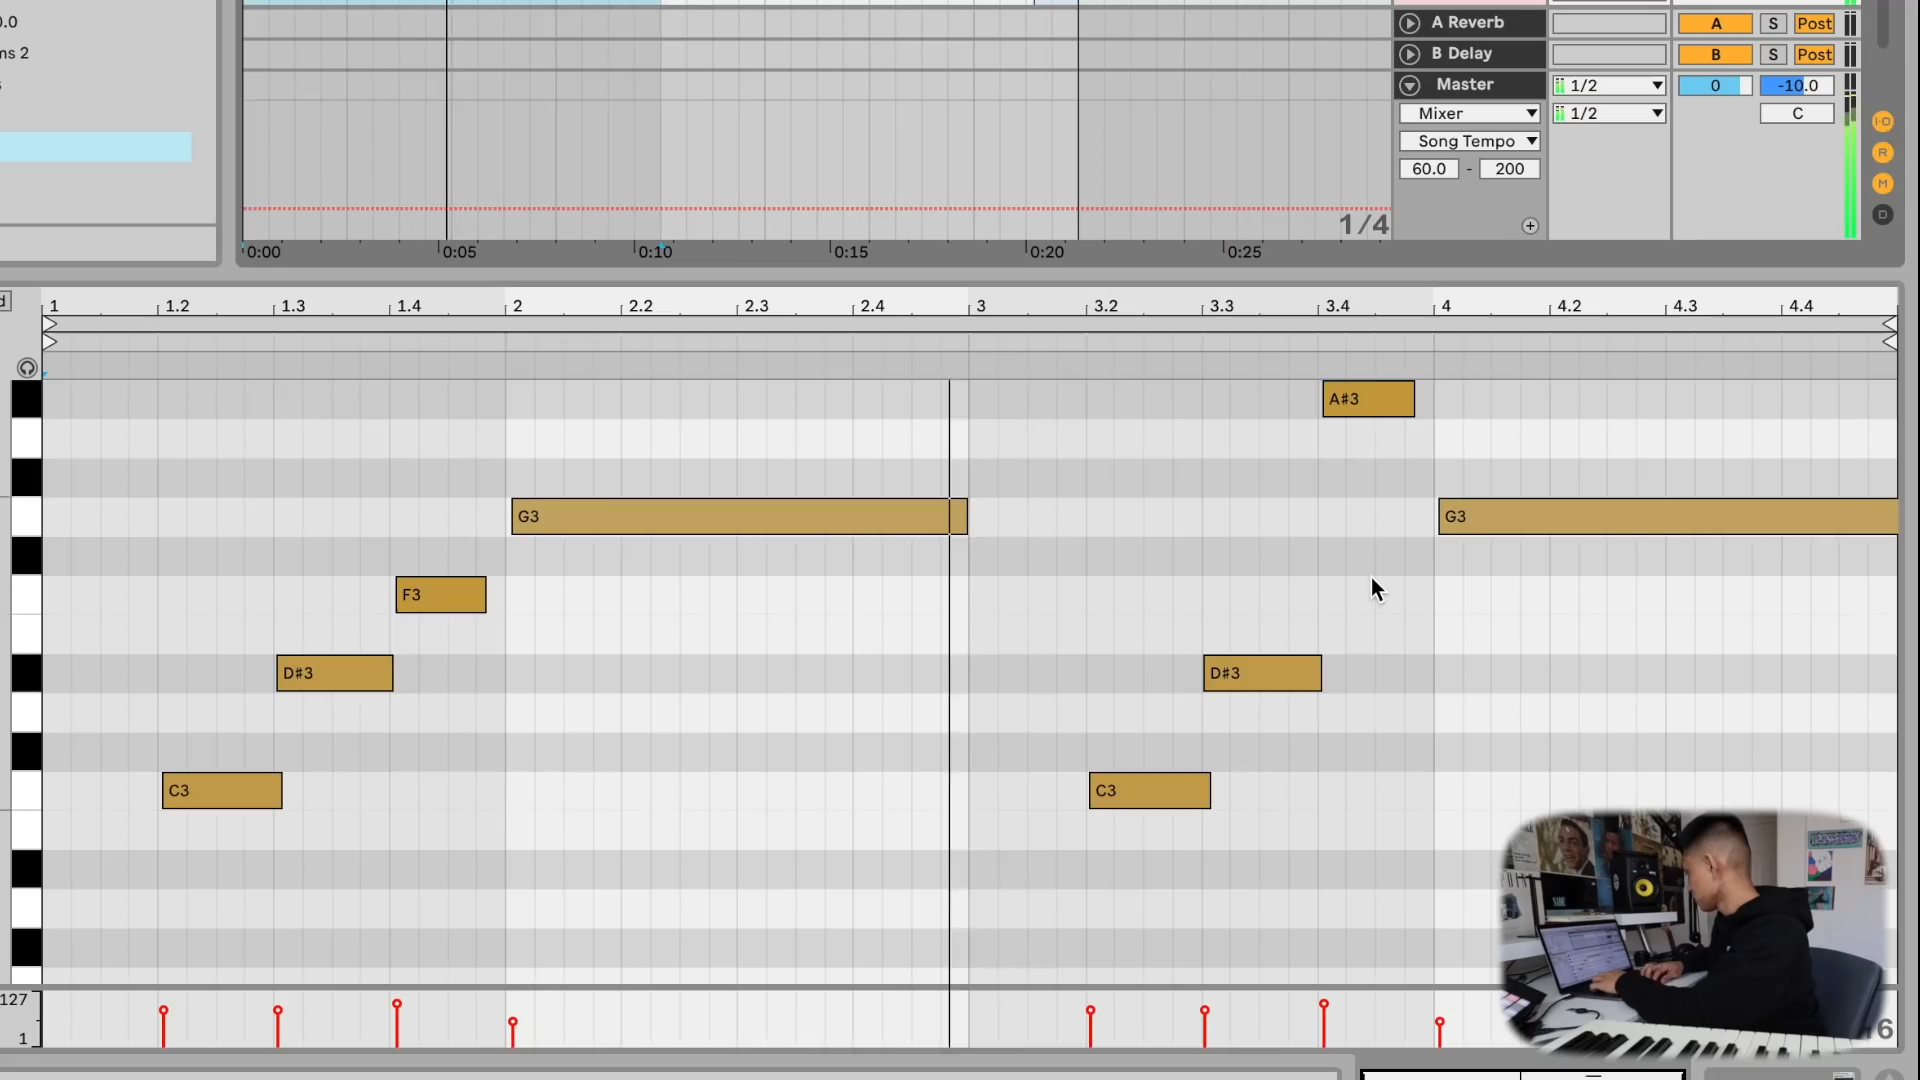 0.0
ms 2
s
A Reverb
A
S
Post
B Delay
B
S
Post
Master
1/2
0
-10.0
Mixer
1/2
C
Song Tempo
60.0 - 200
I·O
R
M
D
1/4
0:00 0:05 0:10 0:15 0:20 0:25
d
1 1.2 1.3 1.4 2 2.2 2.3 2.4 3 3.2 3.3 3.4 4 4.2 4.3 4.4
A#3
G3
G3
F3
D#3
D#3
C3
C3
127
1
6